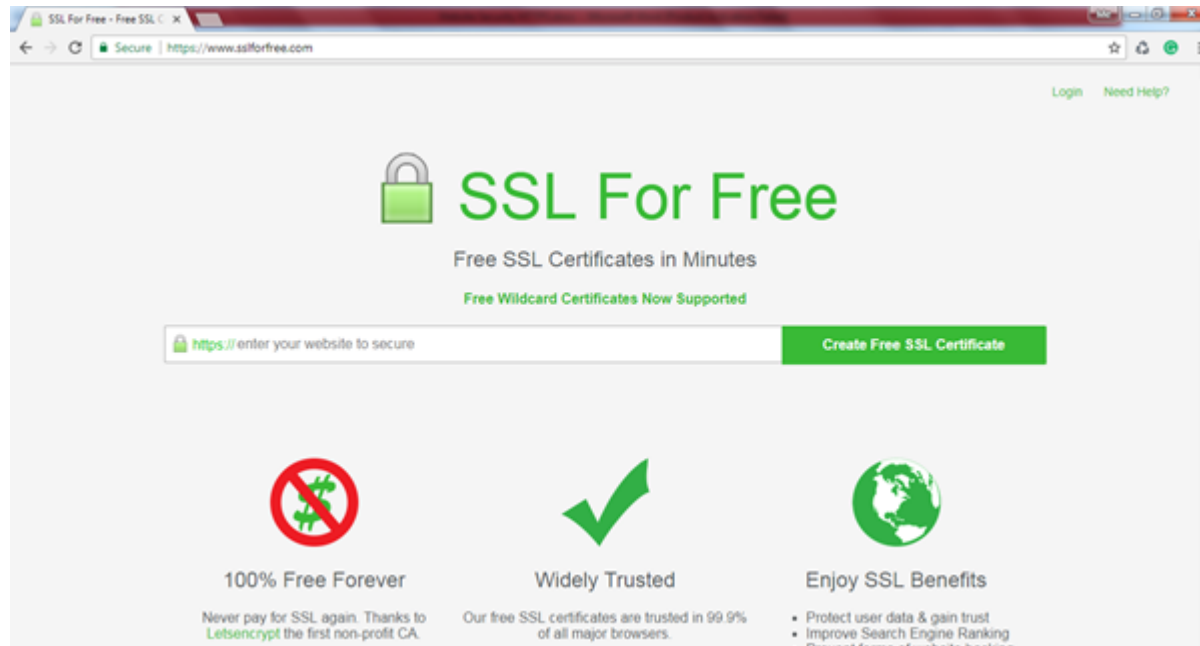 SSL For Free - Free SSL C
Secure | https://www.sslforfree.com
Login Need Help?
SSL For Free
Free SSL Certificates in Minutes
Free Wildcard Certificates Now Supported
https:// enter your website to secure
Create Free SSL Certificate
100% Free Forever
Never pay for SSL again. Thanks to
Letsencrypt the first non-profit CA.
Widely Trusted
Our free SSL certificates are trusted in 99.9%
of all major browsers.
Enjoy SSL Benefits
• Protect user data & gain trust
• Improve Search Engine Ranking